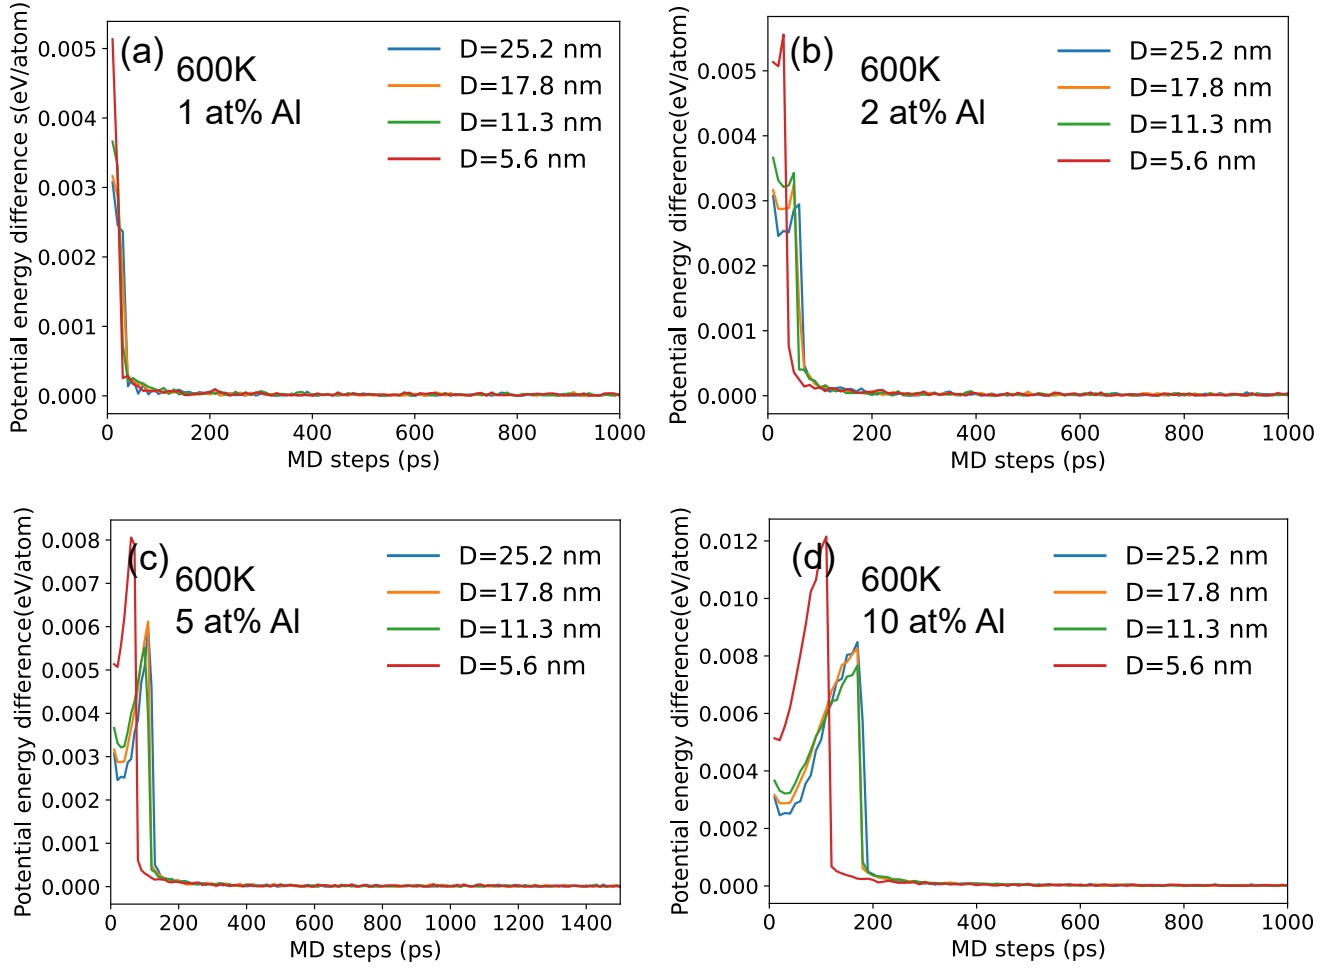 (a)
600K
1 at% Al
D=25.2 nm
D=17.8 nm
D=11.3 nm
D=5.6 nm
Potential energy difference s(eV/atom)
0.005
0.004
0.003
0.002
0.001
0.000
0 200 400 600 800 1000
MD steps (ps)
(b)
600K
2 at% Al
D=25.2 nm
D=17.8 nm
D=11.3 nm
D=5.6 nm
Potential energy difference(eV/atom)
0.005
0.004
0.003
0.002
0.001
0.000
0 200 400 600 800 1000
MD steps (ps)
(c)
600K
5 at% Al
D=25.2 nm
D=17.8 nm
D=11.3 nm
D=5.6 nm
Potential energy difference(eV/atom)
0.008
0.007
0.006
0.005
0.004
0.003
0.002
0.001
0.000
0 200 400 600 800 1000 1200 1400
MD steps (ps)
(d)
600K
10 at% Al
D=25.2 nm
D=17.8 nm
D=11.3 nm
D=5.6 nm
Potential energy difference(eV/atom)
0.012
0.010
0.008
0.006
0.004
0.002
0.000
0 200 400 600 800 1000
MD steps (ps)